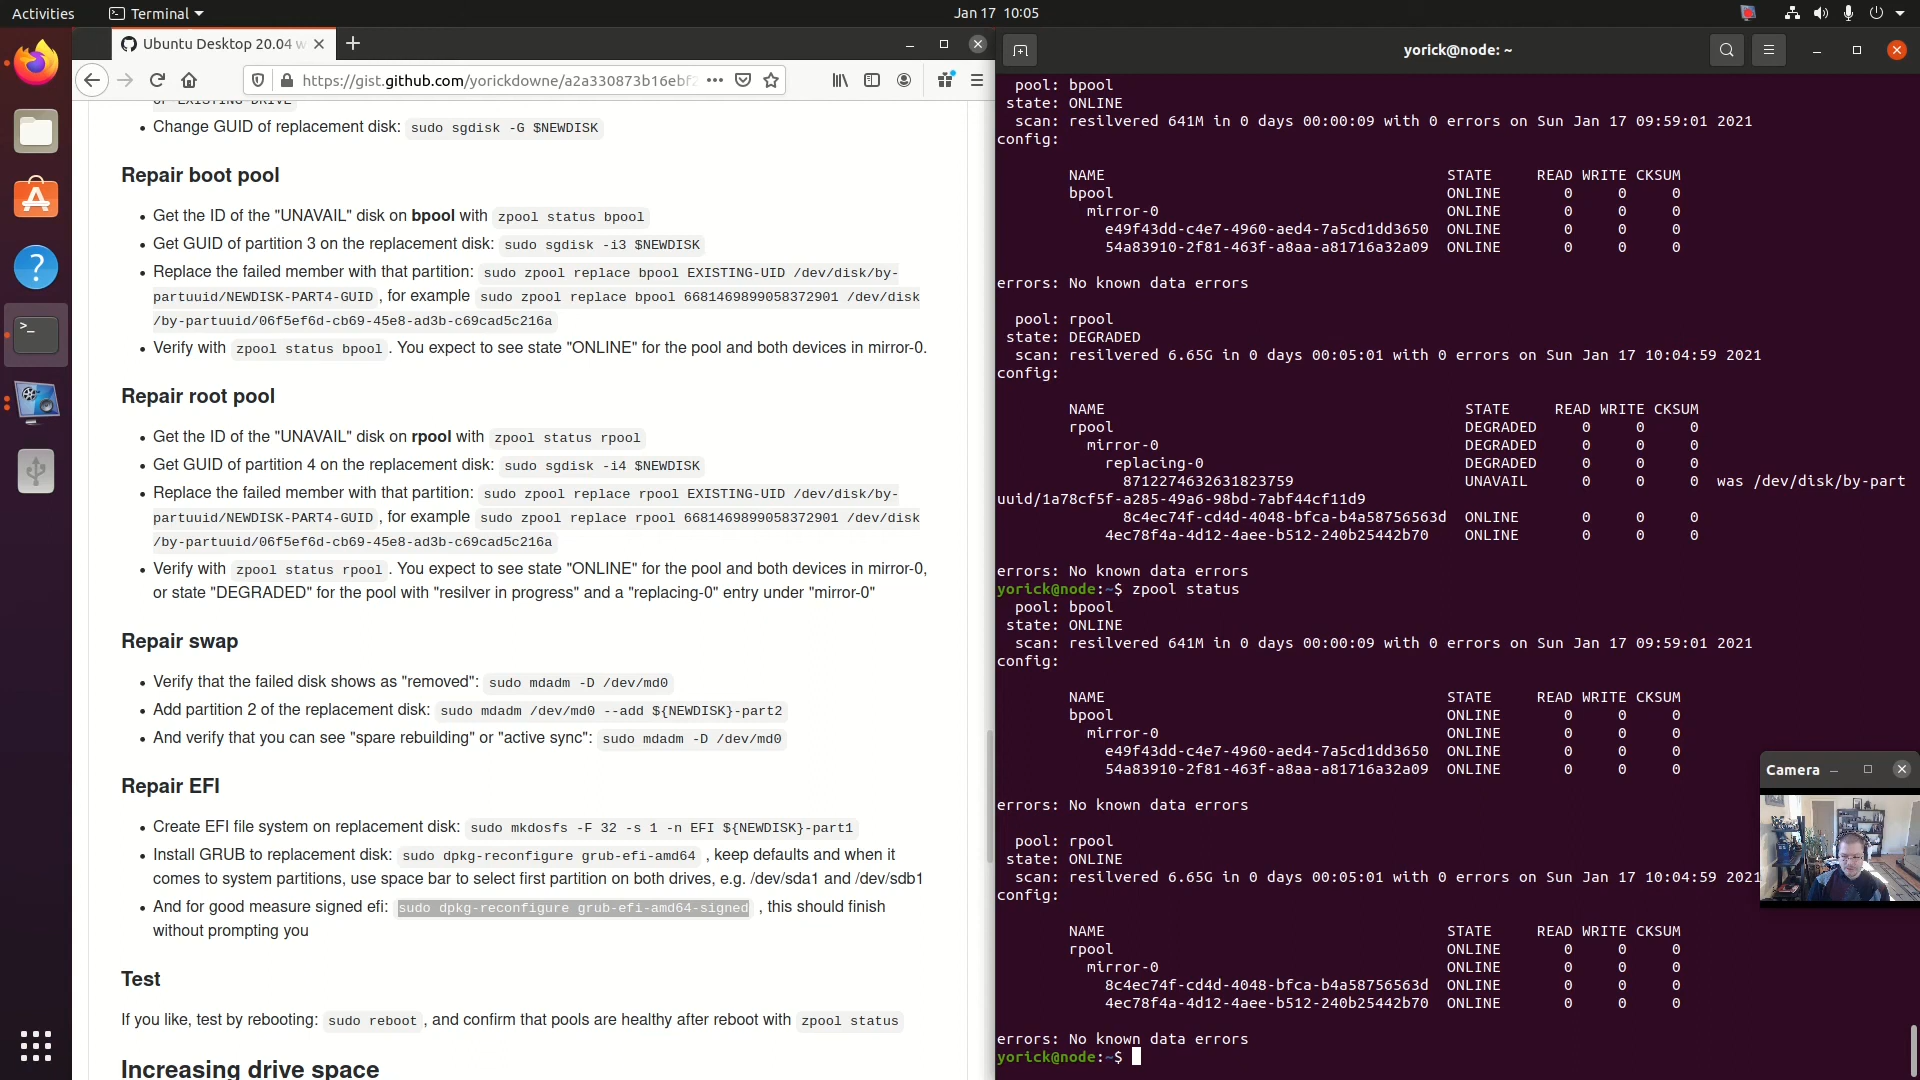 Activities
Terminal
Jan 17 10:05
Ubuntu Desktop 20.04 w
https://gist.github.com/yorickdowne/a2a330873b16ebf2
OF EXISTING DRIVE
• Change GUID of replacement disk: sudo sgdisk -G $NEWDISK
Repair boot pool
• Get the ID of the "UNAVAIL" disk on bpool with zpool status bpool
• Get GUID of partition 3 on the replacement disk: sudo sgdisk -i3 $NEWDISK
• Replace the failed member with that partition: sudo zpool replace bpool EXISTING-UID /dev/disk/by-
partuuid/NEWDISK-PART4-GUID , for example sudo zpool replace bpool 6681469899058372901 /dev/disk
/by-partuuid/06f5ef6d-cb69-45e8-ad3b-c69cad5c216a
• Verify with zpool status bpool . You expect to see state "ONLINE" for the pool and both devices in mirror-0.
Repair root pool
• Get the ID of the "UNAVAIL" disk on rpool with zpool status rpool
• Get GUID of partition 4 on the replacement disk: sudo sgdisk -i4 $NEWDISK
• Replace the failed member with that partition: sudo zpool replace rpool EXISTING-UID /dev/disk/by-
partuuid/NEWDISK-PART4-GUID , for example sudo zpool replace rpool 6681469899058372901 /dev/disk
/by-partuuid/06f5ef6d-cb69-45e8-ad3b-c69cad5c216a
• Verify with zpool status rpool . You expect to see state "ONLINE" for the pool and both devices in mirror-0,
or state "DEGRADED" for the pool with "resilver in progress" and a "replacing-0" entry under "mirror-0"
Repair swap
• Verify that the failed disk shows as "removed": sudo mdadm -D /dev/md0
• Add partition 2 of the replacement disk: sudo mdadm /dev/md0 --add ${NEWDISK}-part2
• And verify that you can see "spare rebuilding" or "active sync": sudo mdadm -D /dev/md0
Repair EFI
• Create EFI file system on replacement disk: sudo mkdosfs -F 32 -s 1 -n EFI ${NEWDISK}-part1
• Install GRUB to replacement disk: sudo dpkg-reconfigure grub-efi-amd64 , keep defaults and when it
comes to system partitions, use space bar to select first partition on both drives, e.g. /dev/sda1 and /dev/sdb1
• And for good measure signed efi: sudo dpkg-reconfigure grub-efi-amd64-signed , this should finish
without prompting you
Test
If you like, test by rebooting: sudo reboot , and confirm that pools are healthy after reboot with zpool status
Increasing drive space
yorick@node: ~
pool: bpool
state: ONLINE
scan: resilvered 641M in 0 days 00:00:09 with 0 errors on Sun Jan 17 09:59:01 2021
config:
NAME STATE READ WRITE CKSUM
bpool ONLINE 0 0 0
mirror-0 ONLINE 0 0 0
e49f43dd-c4e7-4960-aed4-7a5cd1dd3650 ONLINE 0 0 0
54a83910-2f81-463f-a8aa-a81716a32a09 ONLINE 0 0 0
errors: No known data errors
pool: rpool
state: DEGRADED
scan: resilvered 6.65G in 0 days 00:05:01 with 0 errors on Sun Jan 17 10:04:59 2021
config:
NAME STATE READ WRITE CKSUM
rpool DEGRADED 0 0 0
mirror-0 DEGRADED 0 0 0
replacing-0 DEGRADED 0 0 0
8712274632631823759 UNAVAIL 0 0 0 was /dev/disk/by-part
uuid/1a78cf5f-a285-49a6-98bd-7abf44cf11d9
8c4ec74f-cd4d-4048-bfca-b4a58756563d ONLINE 0 0 0
4ec78f4a-4d12-4aee-b512-240b25442b70 ONLINE 0 0 0
errors: No known data errors
yorick@node:~$ zpool status
pool: bpool
state: ONLINE
scan: resilvered 641M in 0 days 00:00:09 with 0 errors on Sun Jan 17 09:59:01 2021
config:
NAME STATE READ WRITE CKSUM
bpool ONLINE 0 0 0
mirror-0 ONLINE 0 0 0
e49f43dd-c4e7-4960-aed4-7a5cd1dd3650 ONLINE 0 0 0
54a83910-2f81-463f-a8aa-a81716a32a09 ONLINE 0 0 0
errors: No known data errors
pool: rpool
state: ONLINE
scan: resilvered 6.65G in 0 days 00:05:01 with 0 errors on Sun Jan 17 10:04:59 2021
config:
NAME STATE READ WRITE CKSUM
rpool ONLINE 0 0 0
mirror-0 ONLINE 0 0 0
8c4ec74f-cd4d-4048-bfca-b4a58756563d ONLINE 0 0 0
4ec78f4a-4d12-4aee-b512-240b25442b70 ONLINE 0 0 0
errors: No known data errors
yorick@node:~$
Camera